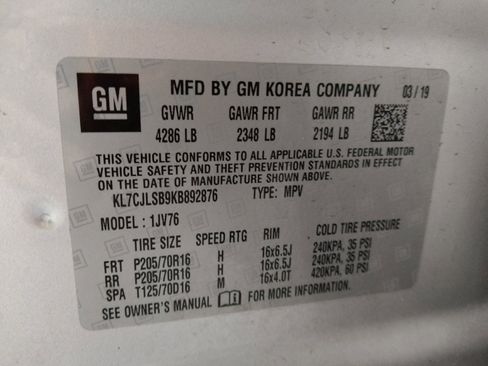 GM MFD BY GM KOREA COMPANY 03/19
GVWR GAWR FRT GAWR RR
4286 LB 2348 LB 2194 LB
THIS VEHICLE CONFORMS TO ALL APPLICABLE U.S. FEDERAL MOTOR
VEHICLE SAFETY AND THEFT PREVENTION STANDARDS IN EFFECT ON
THE DATE OF MANUFACTURE SHOWN ABOVE.
KL7CJLSB9KB892876 TYPE: MPV
MODEL : 1JV76
TIRE SIZE SPEED RTG RIM COLD TIRE PRESSURE
FRT P205/70R16 H 16x6.5J 240KPA, 35 PSI
RR P205/70R16 H 16x6.5J 240KPA, 35 PSI
SPA T125/70D16 M 16x4.0T 420KPA, 60 PSI
SEE OWNER'S MANUAL FOR MORE INFORMATION.